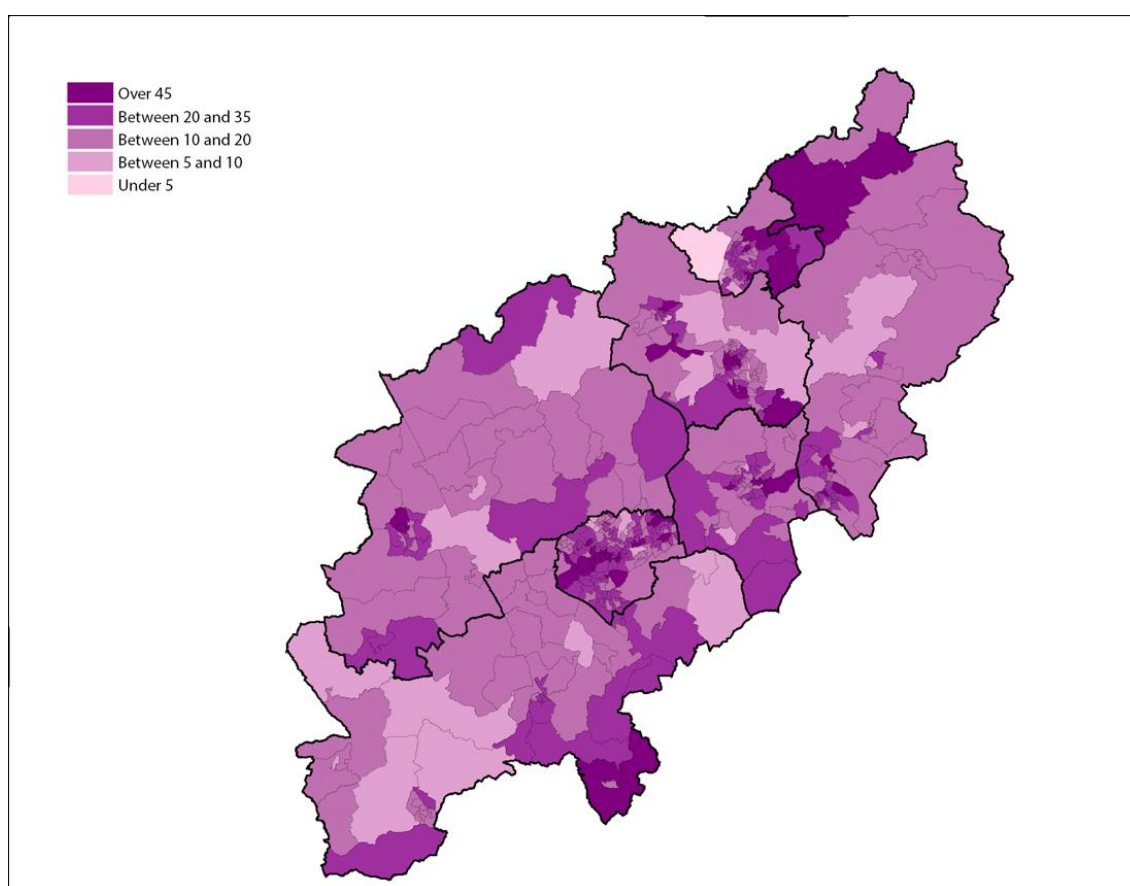 Over 45
Between 20 and 35
Between 10 and 20
Between 5 and 10
Under 5